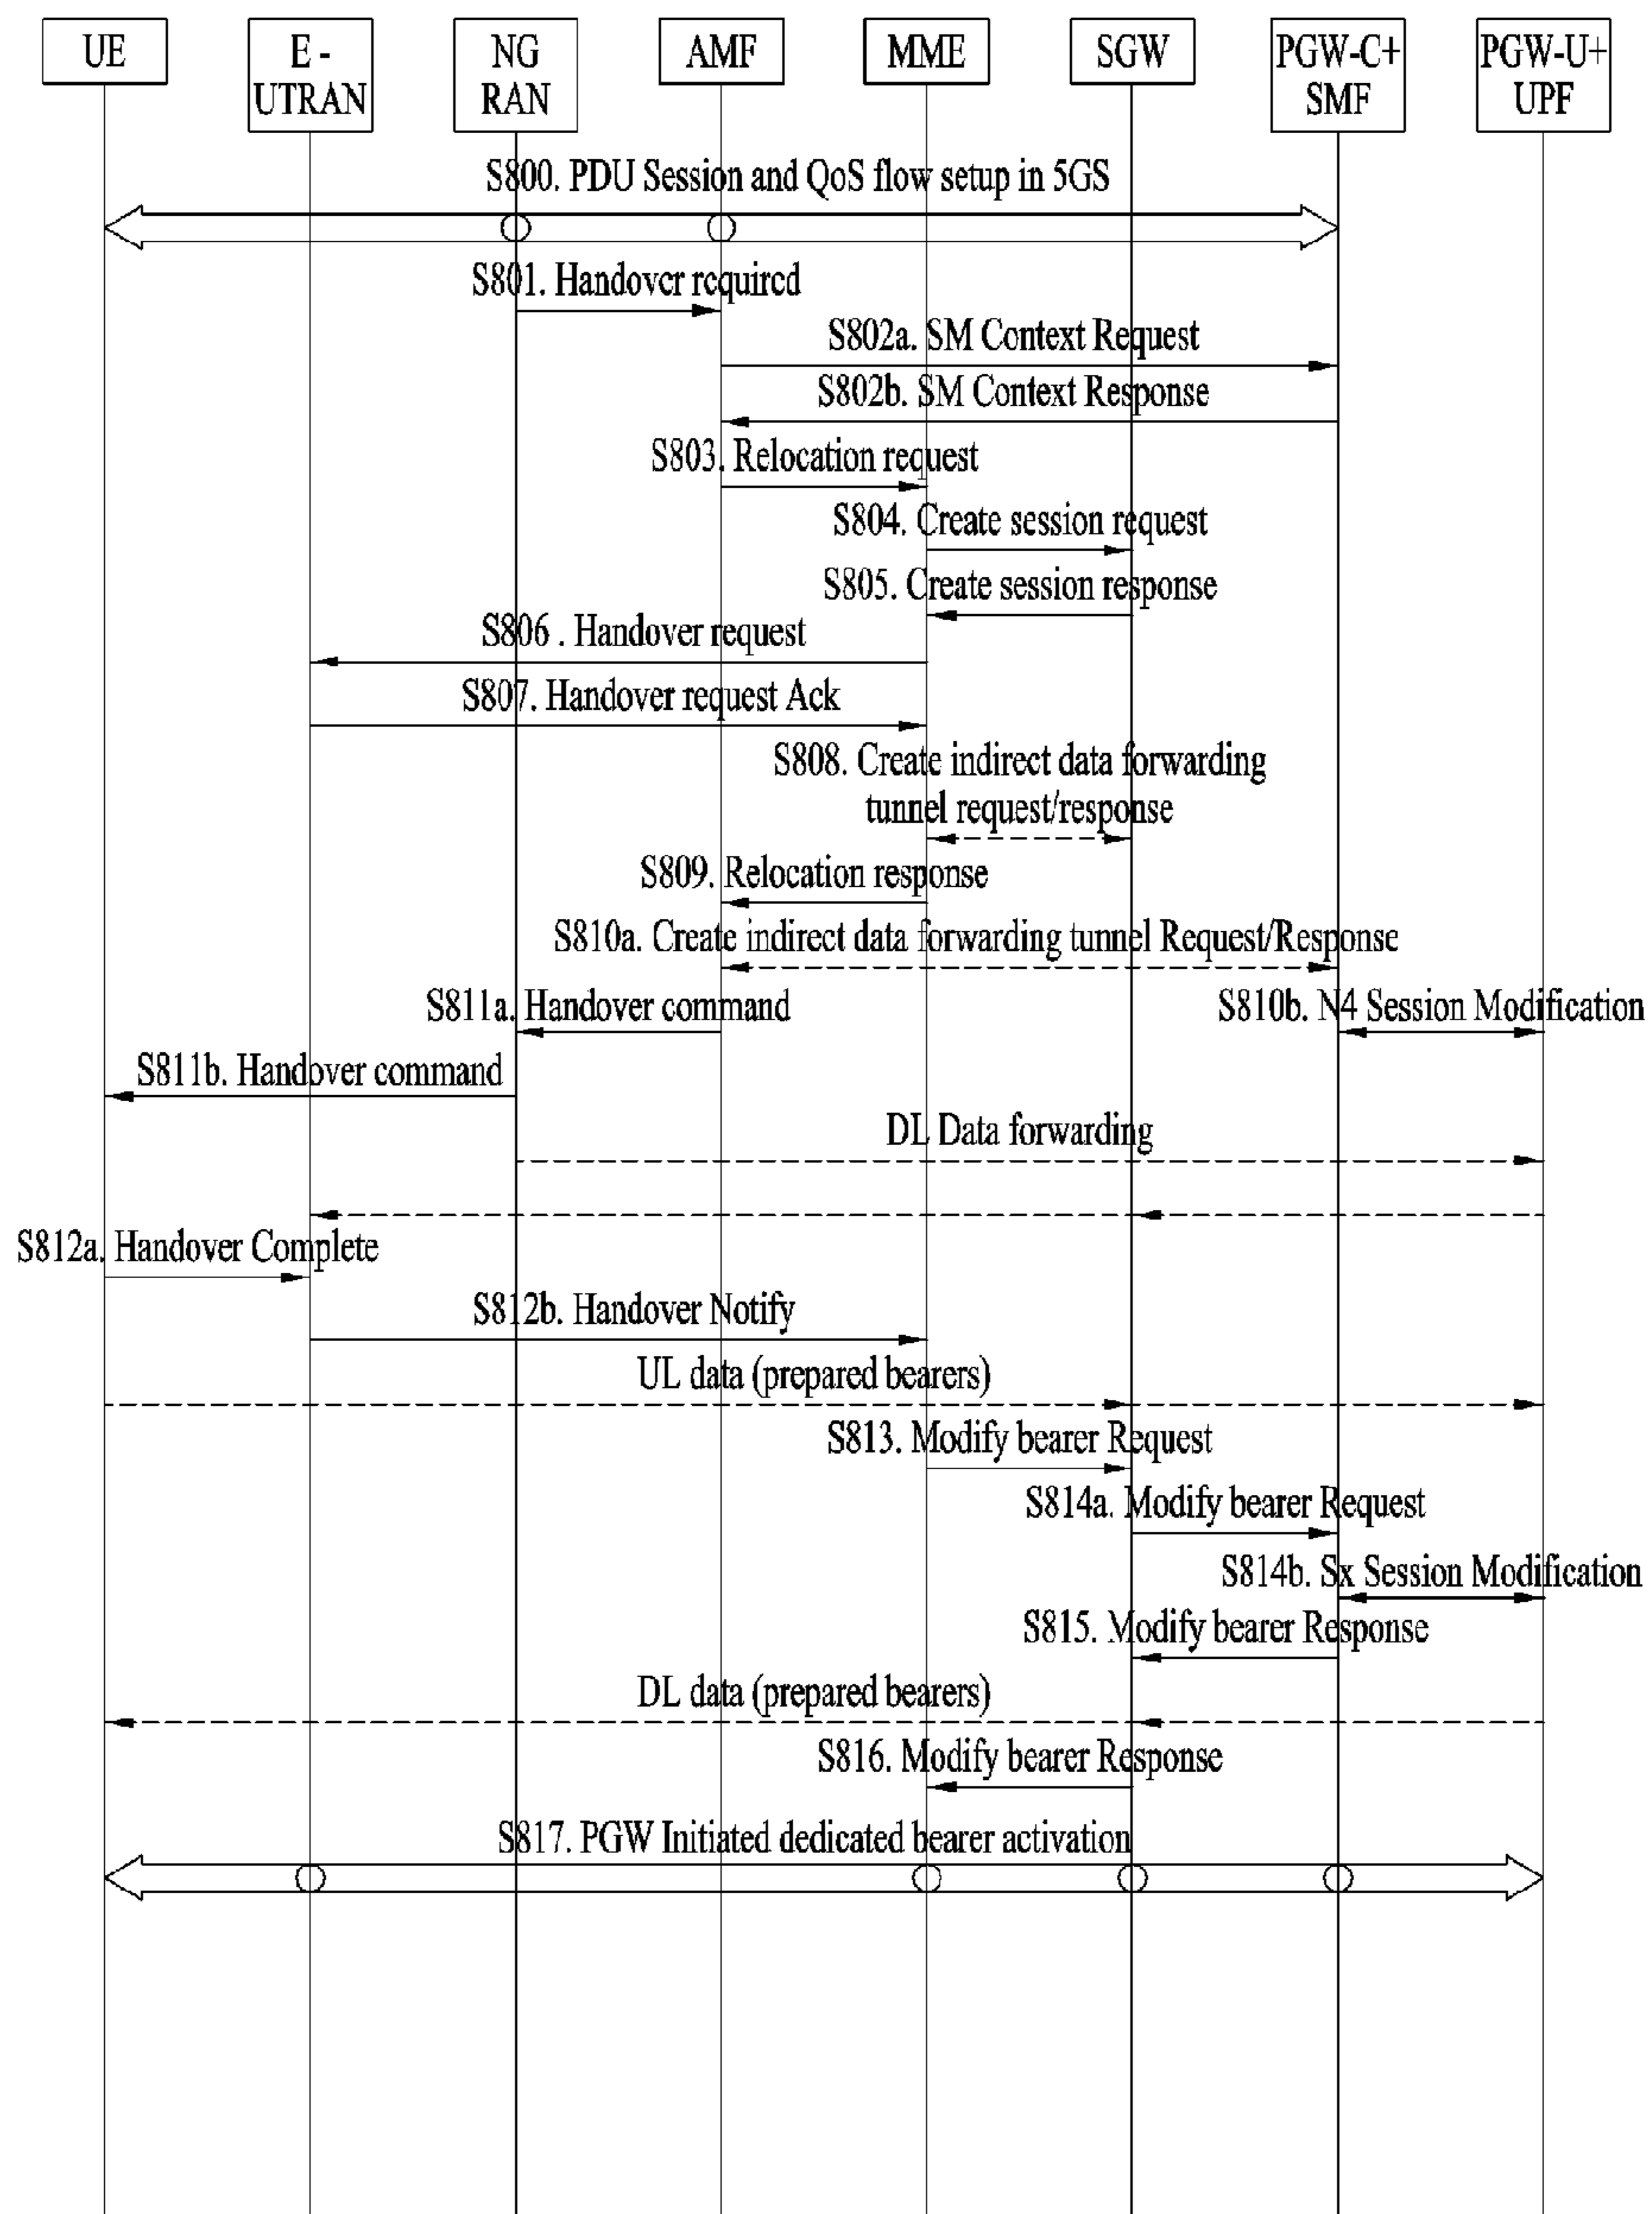 UE
E -
UTRAN
NG
RAN
AMF
MME
SGW
PGW-C+
SMF
PGW-U+
UPF
S800. PDU Session and QoS flow setup in 5GS
S801. Handover required
S802a. SM Context Request
S802b. SM Context Response
S803. Relocation request
S804. Create session request
S805. Create session response
S806 . Handover request
S807. Handover request Ack
S808. Create indirect data forwarding
tunnel request/response
S809. Relocation response
S810a. Create indirect data forwarding tunnel Request/Response
S811a. Handover command
S810b. N4 Session Modification
S811b. Handover command
DL Data forwarding
S812a. Handover Complete
S812b. Handover Notify
UL data (prepared bearers)
S813. Modify bearer Request
S814a. Modify bearer Request
S814b. Sx Session Modification
S815. Modify bearer Response
DL data (prepared bearers)
S816. Modify bearer Response
S817. PGW Initiated dedicated bearer activation